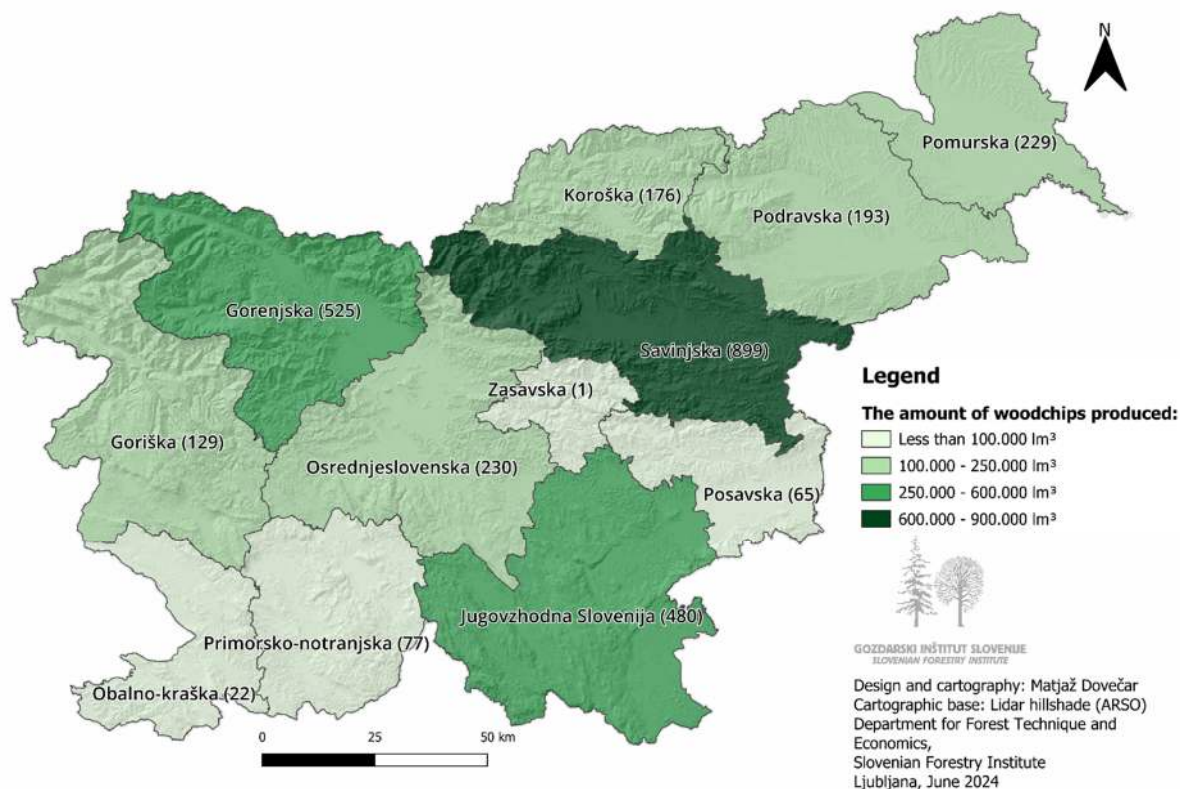 N
Pomurska (229)
Koroška (176)
Podravska (193)
Gorenjska (525)
Savinjska (899)
Zasavska (1)
Goriška (129)
Osrednjeslovenska (230)
Posavska (65)
Jugovzhodna Slovenija (480)
Primorsko-notranjska (77)
Obalno-kraška (22)
0 25 50 km
Legend
The amount of woodchips produced:
Less than 100.000 lm³
100.000 - 250.000 lm³
250.000 - 600.000 lm³
600.000 - 900.000 lm³
GOZDARSKI INŠTITUT SLOVENIJE
SLOVENIAN FORESTRY INSTITUTE
Design and cartography: Matjaž Dovečar
Cartographic base: Lidar hillshade (ARSO)
Department for Forest Technique and
Economics,
Slovenian Forestry Institute
Ljubljana, June 2024